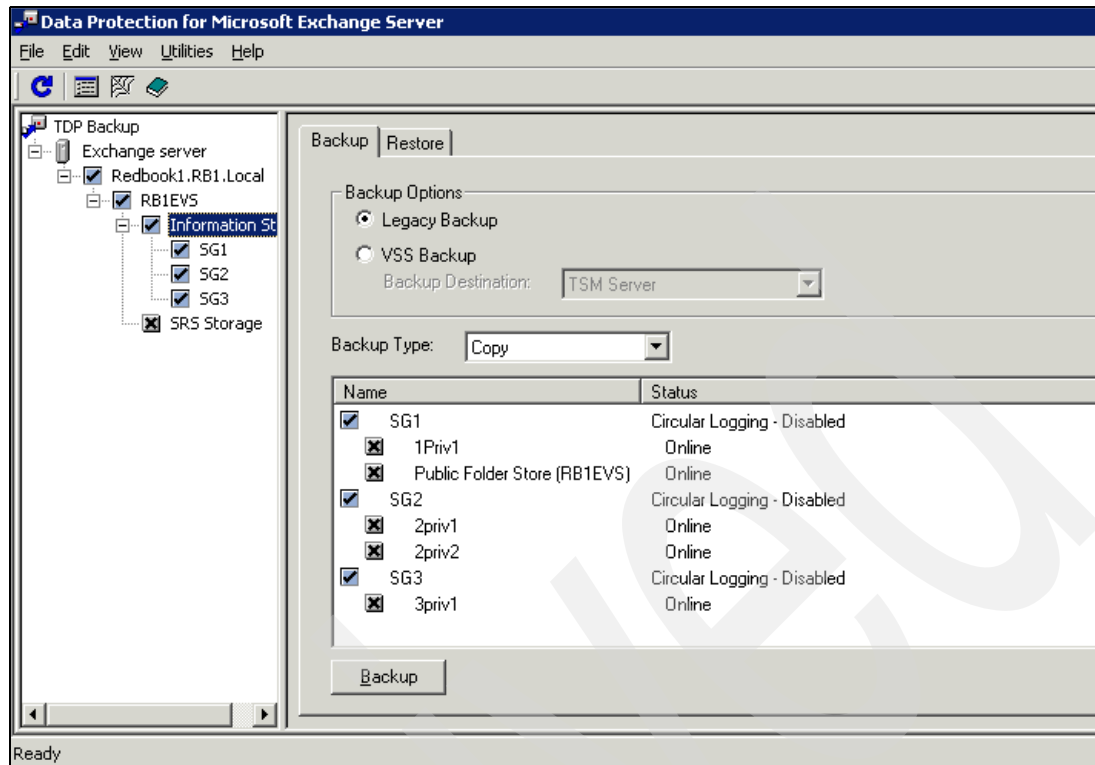 Data Protection for Microsoft Exchange Server
File Edit View Utilities Help
TDP Backup
Exchange server
Redbook1.RB1.Local
RB1EVS
Information St
SG1
SG2
SG3
SRS Storage
Backup Restore
Backup Options
Legacy Backup
VSS Backup
Backup Destination: TSM Server
Backup Type: Copy
Name Status
SG1 Circular Logging - Disabled
1Priv1 Online
Public Folder Store (RB1EVS) Online
SG2 Circular Logging - Disabled
2priv1 Online
2priv2 Online
SG3 Circular Logging - Disabled
3priv1 Online
Backup
Ready